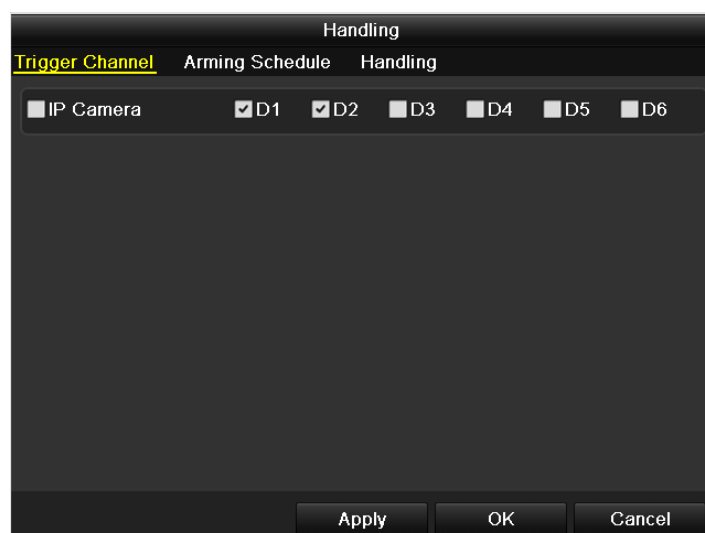 Handling
Trigger Channel Arming Schedule Handling
IP Camera D1 D2 D3 D4 D5 D6
Apply OK Cancel